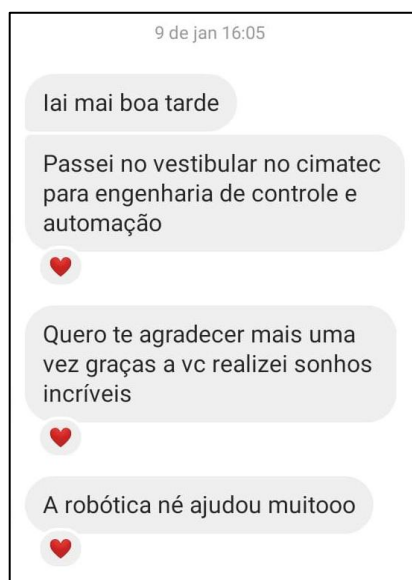 9 de jan 16:05
Iai mai boa tarde
Passei no vestibular no cimatec
para engenharia de controle e
automação
Quero te agradecer mais uma
vez graças a vc realizei sonhos
incríveis
A robótica né ajudou muitooo